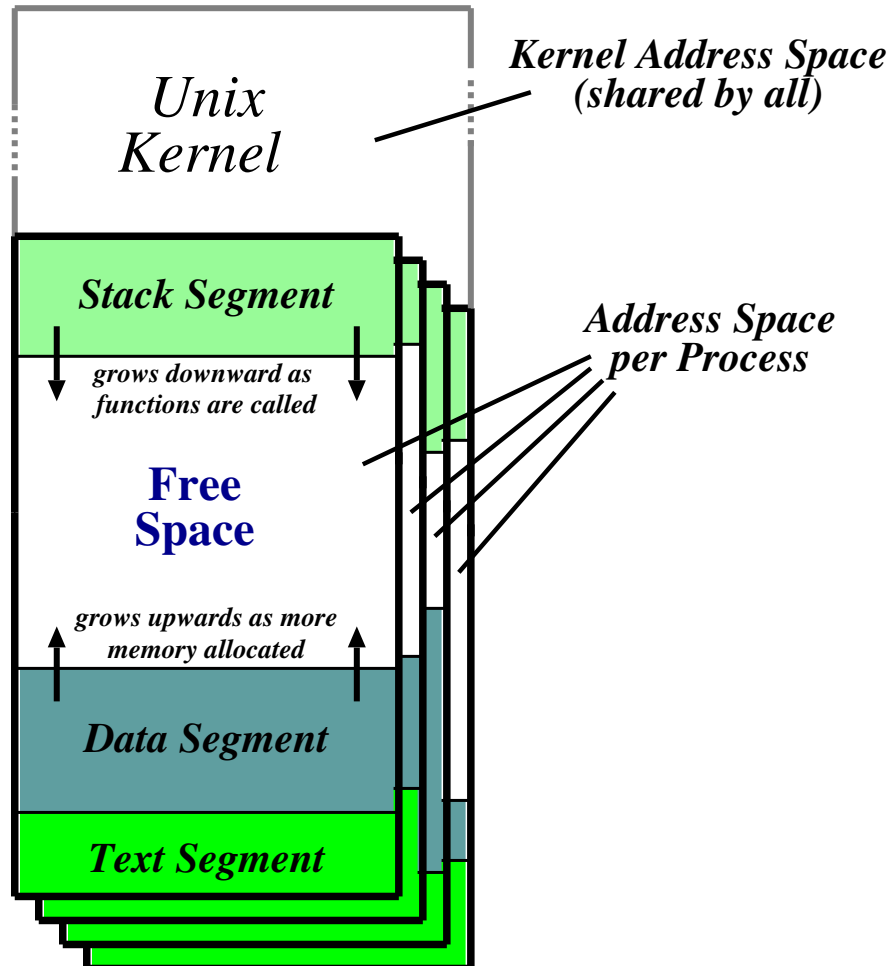 Unix
Kernel
Kernel Address Space
(shared by all)
Stack Segment
grows downward as
functions are called
Address Space
per Process
Free
Space
grows upwards as more
memory allocated
Data Segment
Text Segment